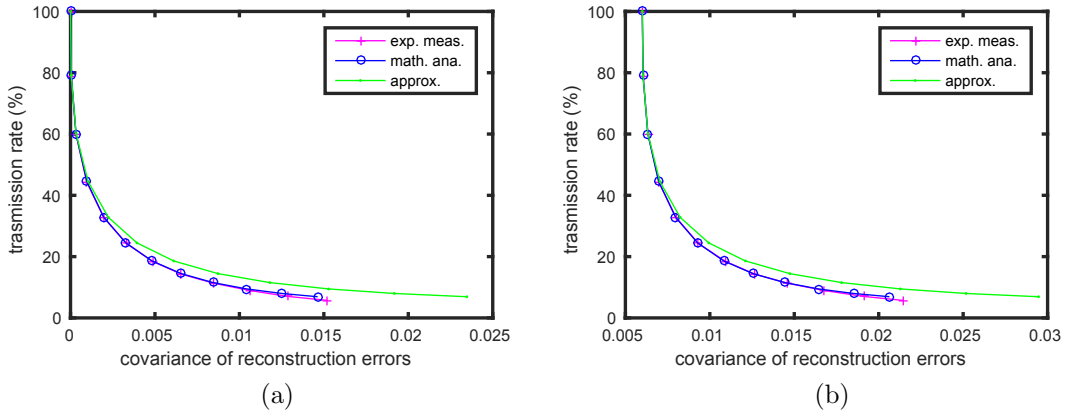 100
80
60
40
20
0
trasmission rate (%)
exp. meas.
math. ana.
approx.
0
0.005
0.01
0.015
0.02
0.025
covariance of reconstruction errors
(a)
100
80
60
40
20
0
trasmission rate (%)
exp. meas.
math. ana.
approx.
0.005
0.01
0.015
0.02
0.025
0.03
covariance of reconstruction errors
(b)